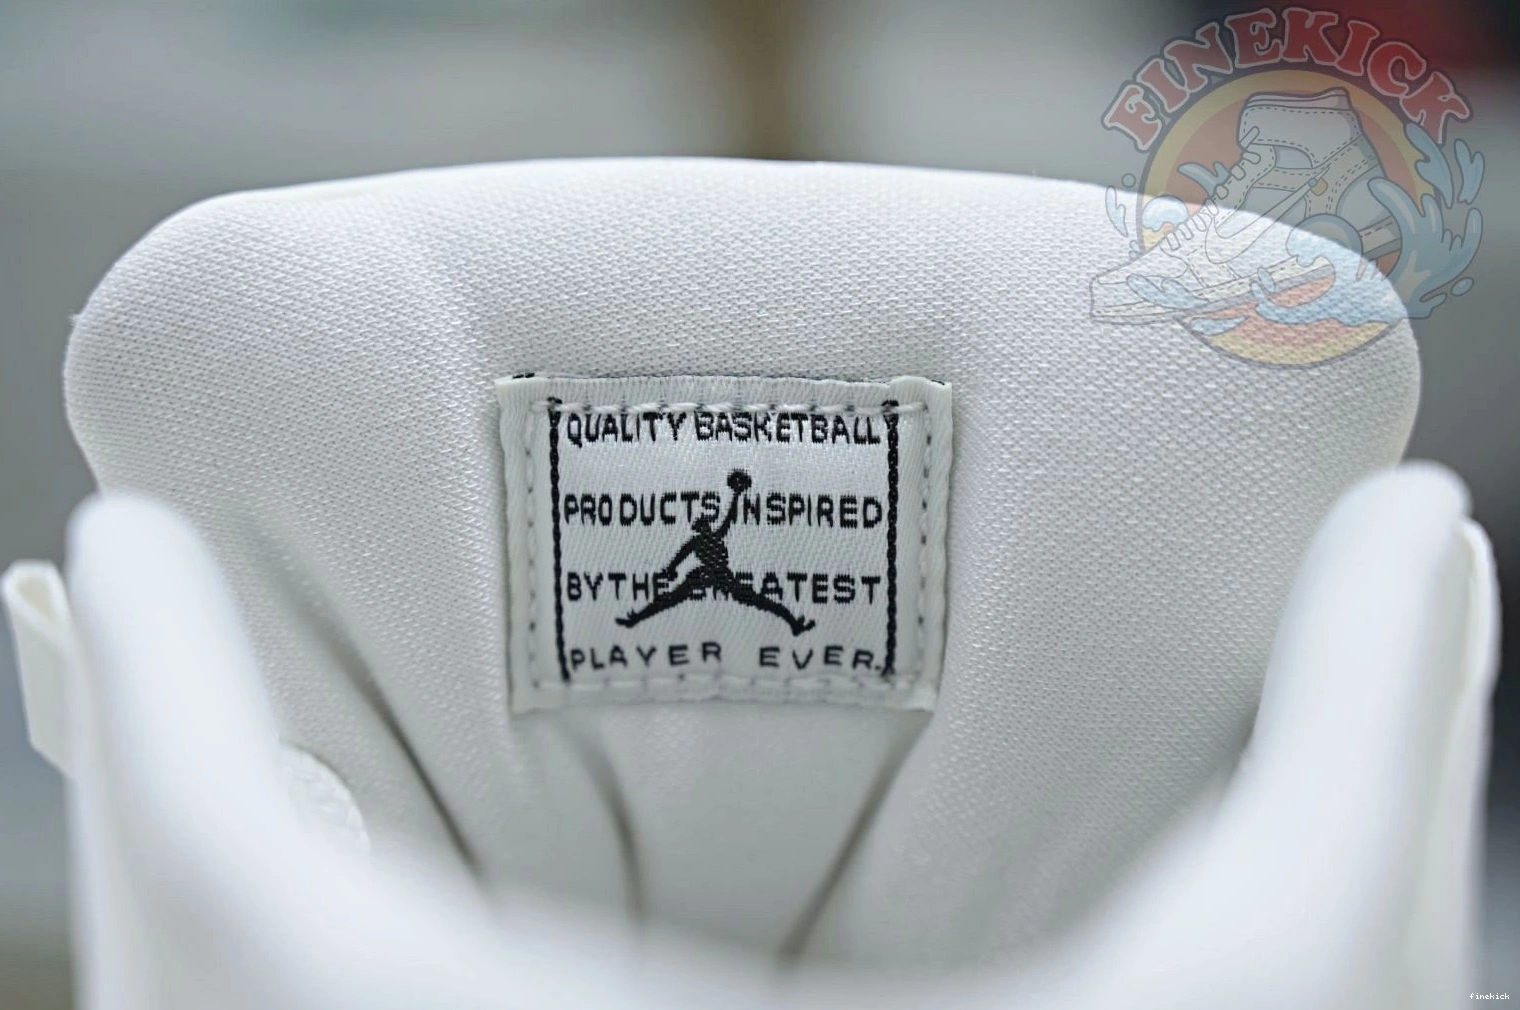 FINEKICK
QUALITY BASKETBALL
PRODUCTS INSPIRED
BY THE GREATEST
PLAYER EVER.
finekick